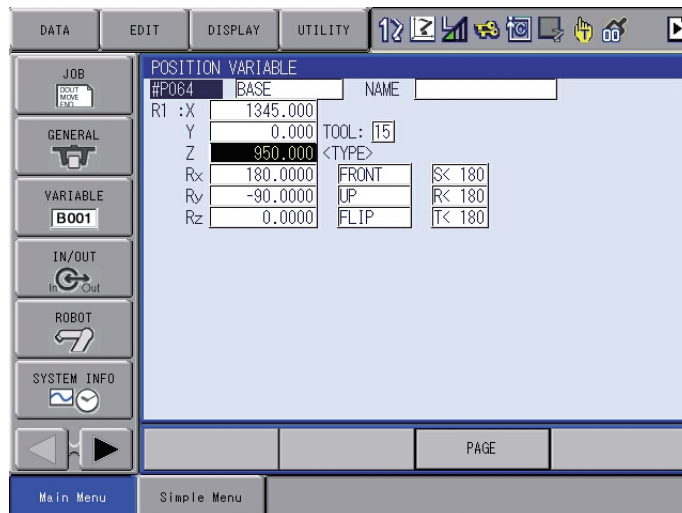 DATA EDIT DISPLAY UTILITY
JOB
DOUT
MOVE
END
GENERAL
VARIABLE
B001
IN/OUT
In Out
ROBOT
SYSTEM INFO
POSITION VARIABLE
#P064 BASE NAME
R1 :X 1345.000
Y 0.000 TOOL: 15
Z 950.000 <TYPE>
Rx 180.0000 FRONT S< 180
Ry -90.0000 UP R< 180
Rz 0.0000 FLIP T< 180
PAGE
Main Menu Simple Menu